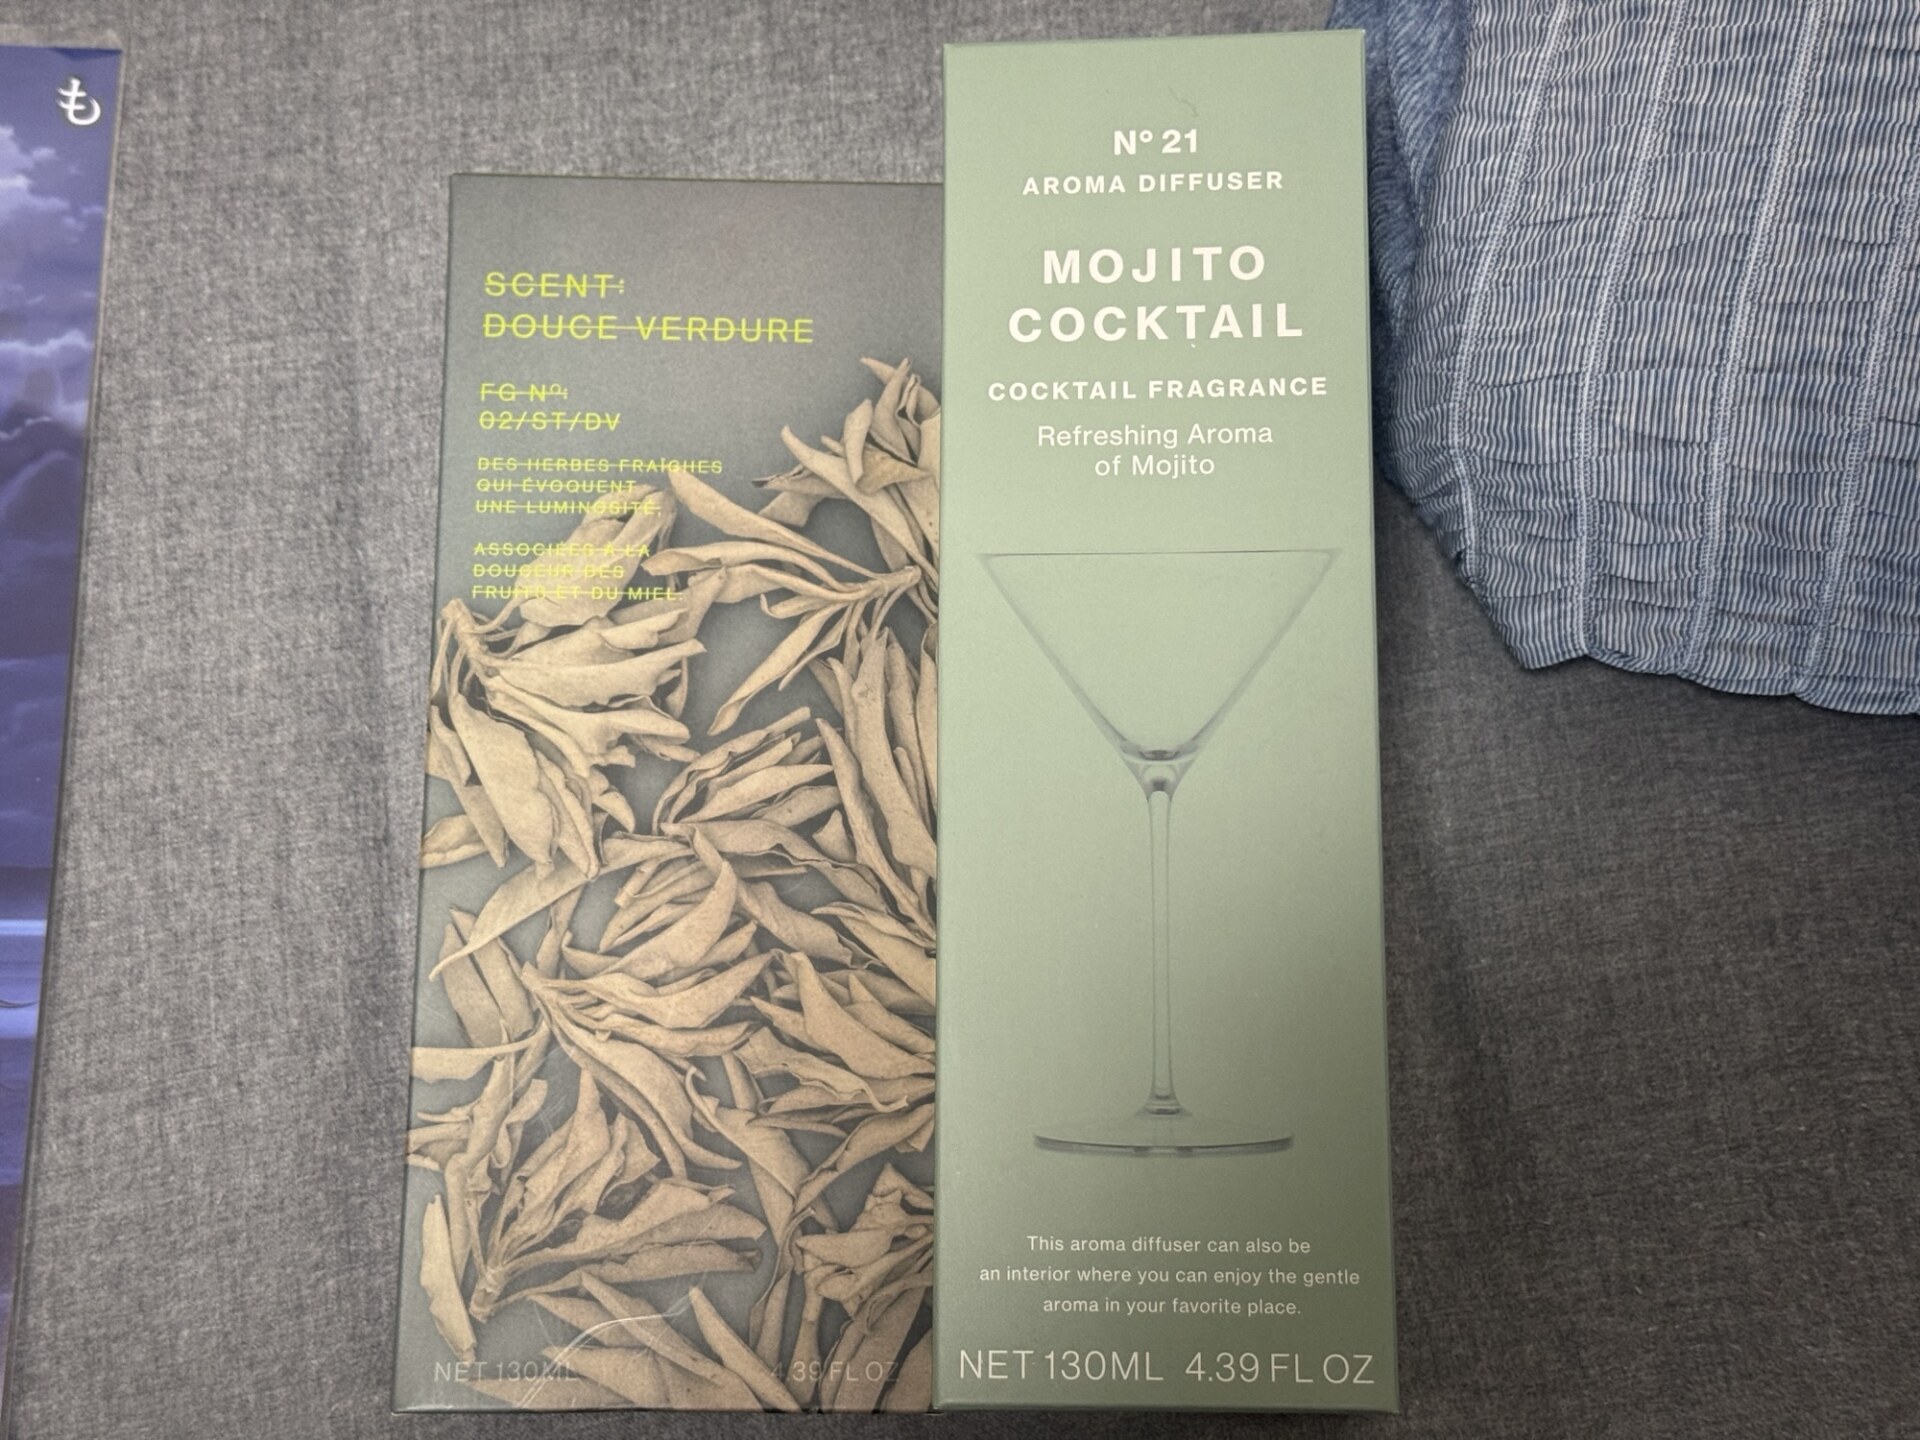 も
SCENT:
DOUCE VERDURE
FG Nº:
02/ST/DV
DES HERBES FRAÎCHES
QUI ÉVOQUENT
UNE LUMINOSITÉ,
ASSOCIÉES À LA
DOUCEUR DES
FRUITS ET DU MIEL.
NET 130ML 4.39 FL OZ
Nº 21
AROMA DIFFUSER
MOJITO
COCKTAIL
COCKTAIL FRAGRANCE
Refreshing Aroma
of Mojito
This aroma diffuser can also be
an interior where you can enjoy the gentle
aroma in your favorite place.
NET 130ML 4.39 FL OZ